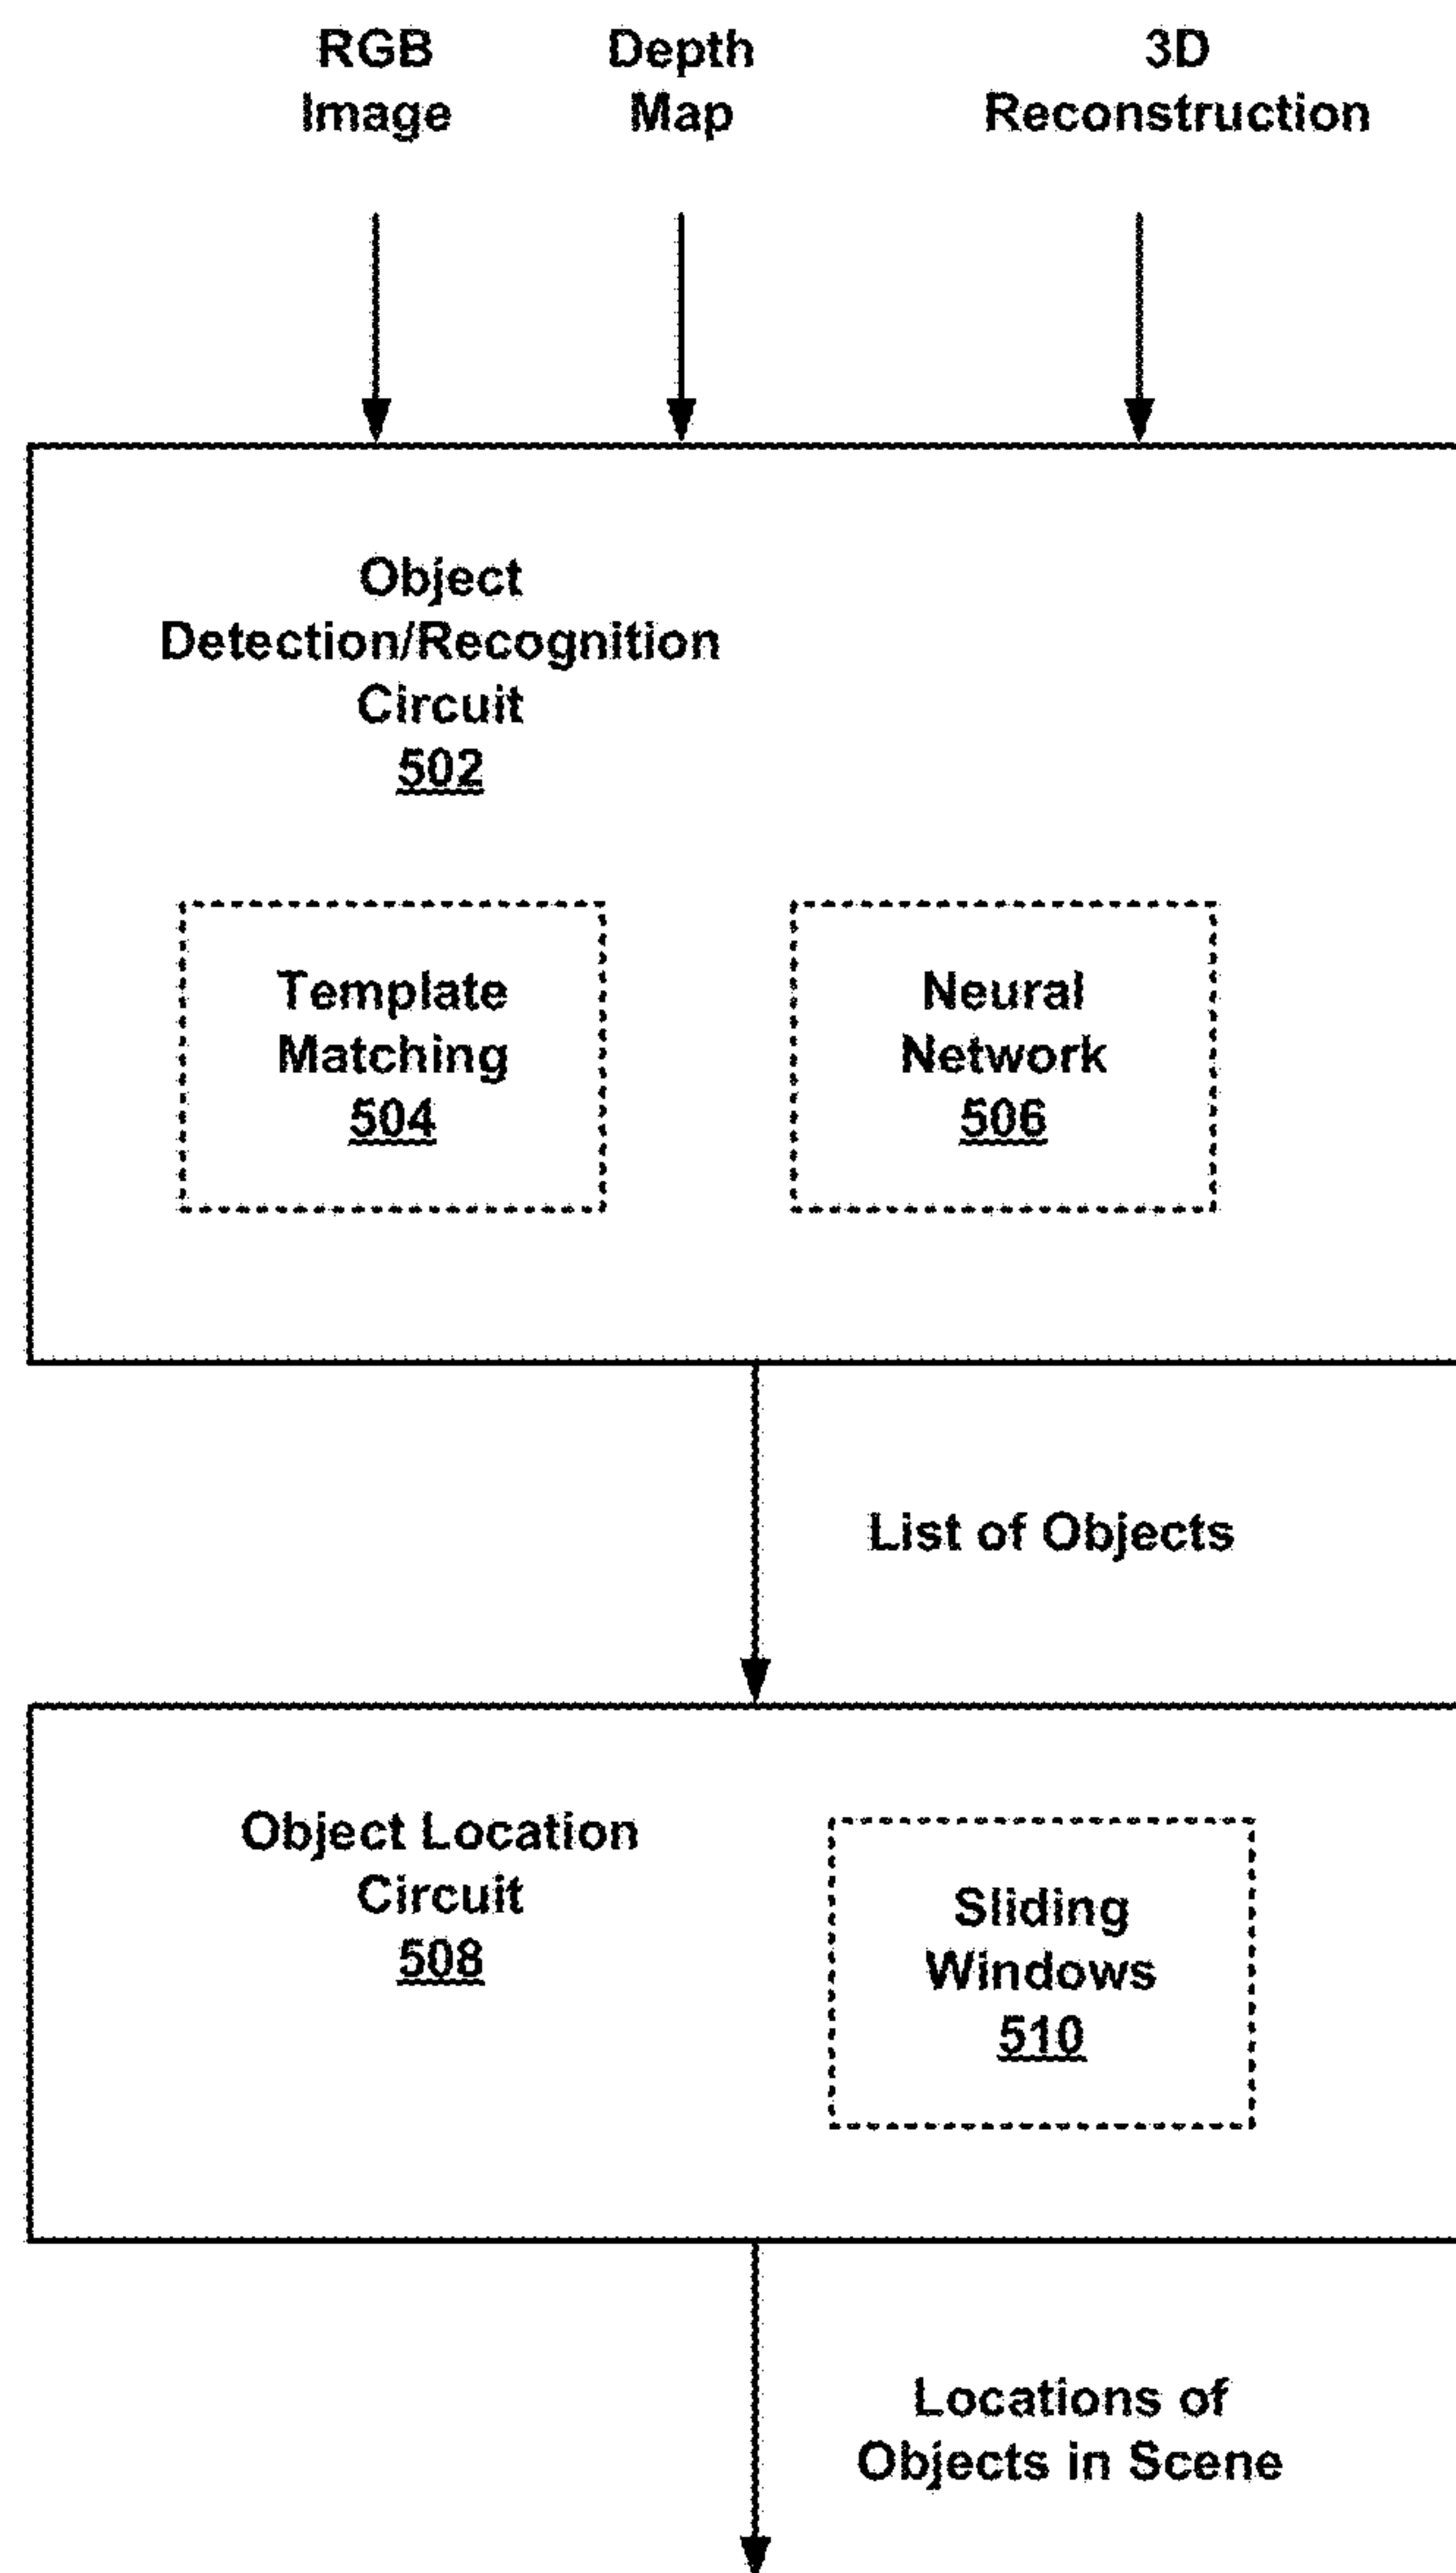 RGB
Image
Depth
Map
3D
Reconstruction
Object
Detection/Recognition
Circuit
502
Template
Matching
504
Neural
Network
506
List of Objects
Object Location
Circuit
508
Sliding
Windows
510
Locations of
Objects in Scene